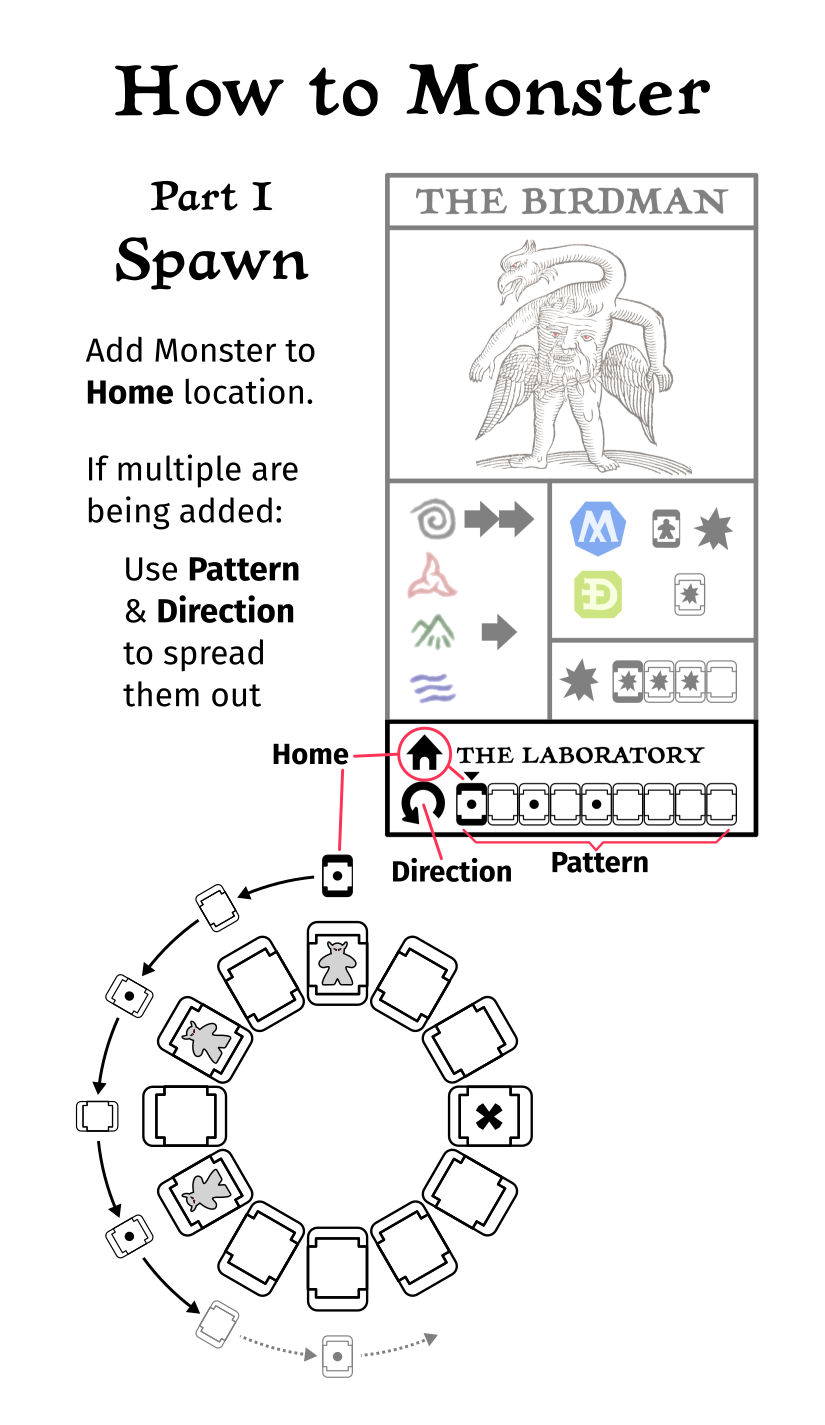 How to Monster
Part I
Spawn
Add Monster to
Home location.
If multiple are
being added:
Use Pattern
& Direction
to spread
them out
THE BIRDMAN
THE LABORATORY
Home
Direction
Pattern